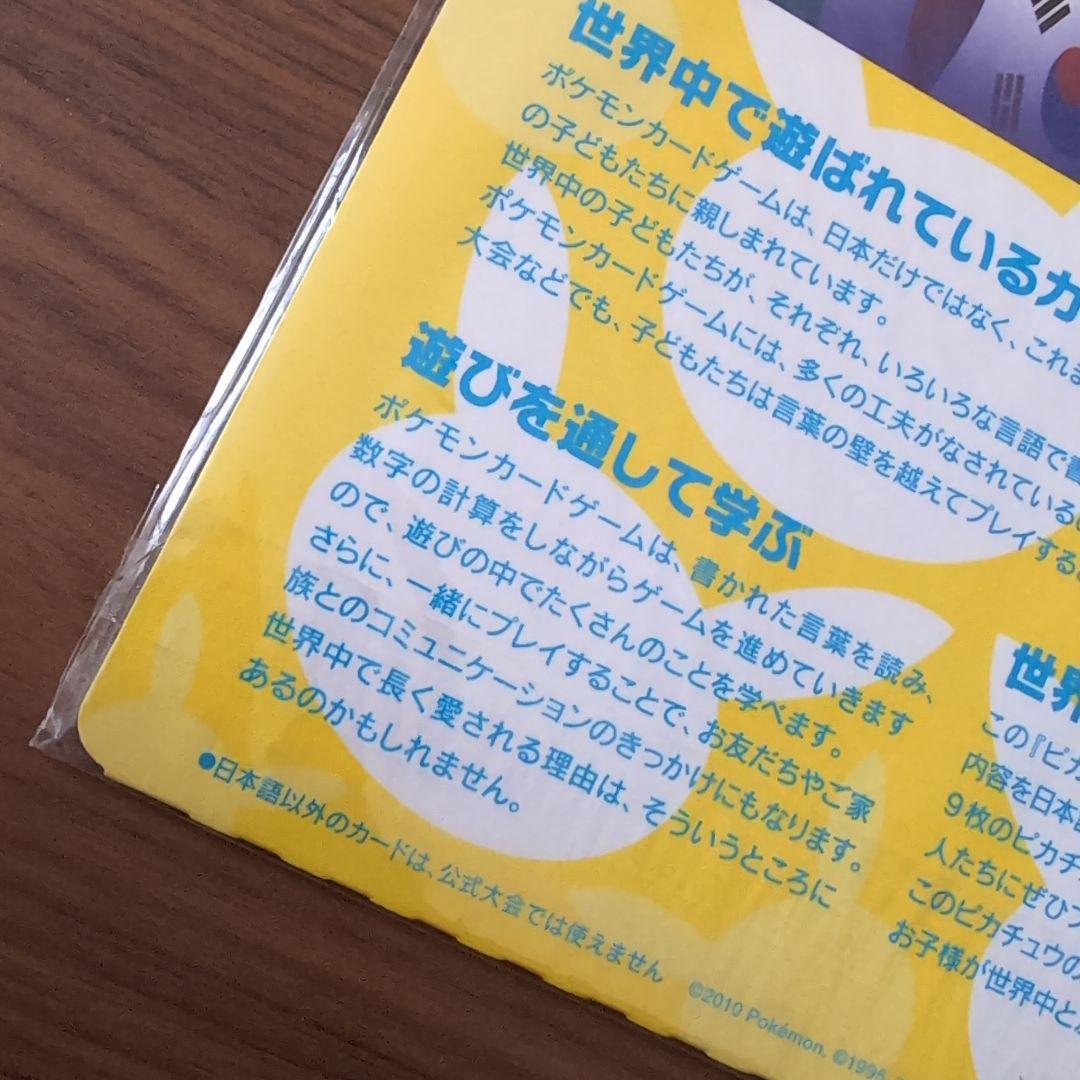 世界中で遊ばれているカ
ポケモンカードゲームは、日本だけではなく、これま
の子どもたちに親しまれています。
世界中の子どもたちが、それぞれ、いろいろな言語で書
ポケモンカードゲームには、多くの工夫がなされているの
大会などでも、子どもたちは言葉の壁を越えてプレイする
遊びを通して学ぶ
ポケモンカードゲームは、書かれた言葉を読み、
数字の計算をしながらゲームを進めていきます
ので、遊びの中でたくさんのことを学べます。
さらに、一緒にプレイすることで、お友だちやご家
族とのコミュニケーションのきっかけにもなります。
世界中で長く愛される理由は、そういうところに
あるのかもしれません。
●日本語以外のカードは、公式大会では使えません
世界
この『ピカ
内容を日本語
9枚のピカチ
人たちにぜひプ
このピカチュウの
お子様が世界中と
©2010 Pokémon. ©1995